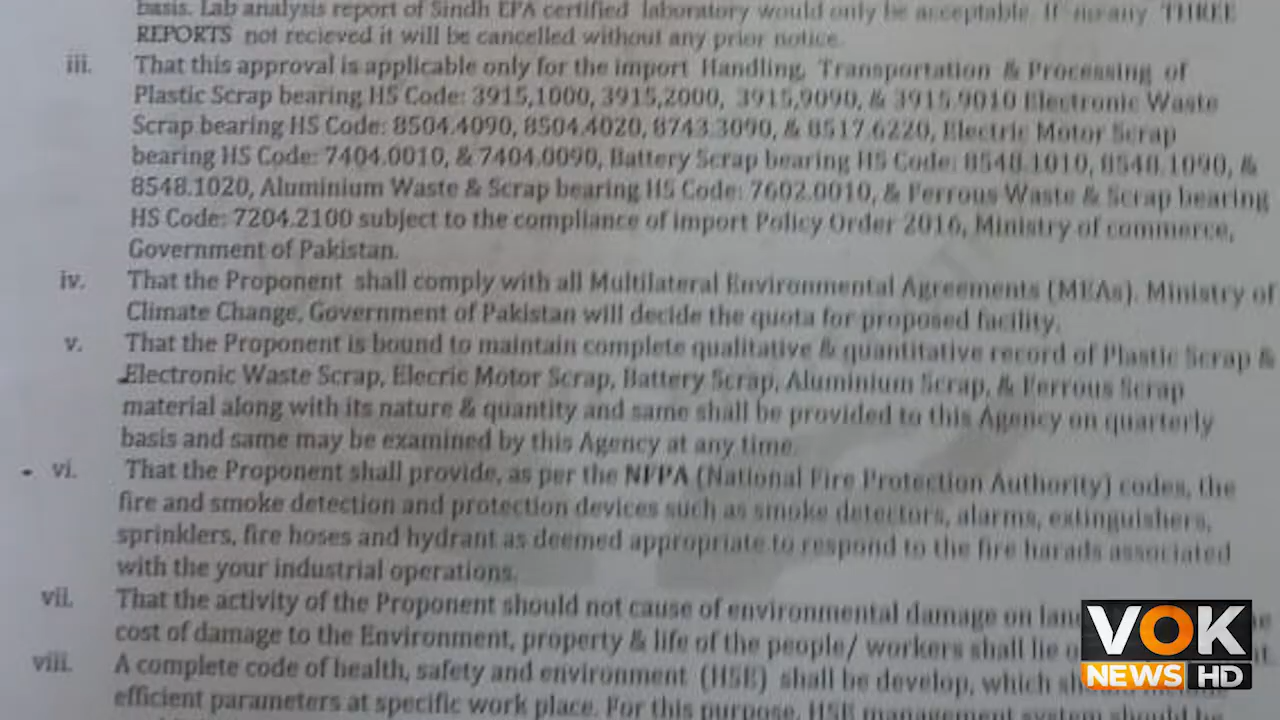 basis. Lab analysis report of Sindh EPA certified laboratory would only be acceptable. If any THREE
REPORTS not recieved it will be cancelled without any prior notice.
iii. That this approval is applicable only for the import Handling, Transportation & Processing of
Plastic Scrap bearing HS Code: 3915,1000, 3915,2000, 3915,9090, & 3915.9010 Electronic Waste
Scrap bearing HS Code: 8504.4090, 8504.4020, 8743.3090, & 8517.6220, Electric Motor Scrap
bearing HS Code: 7404.0010, & 7404.0090, Battery Scrap bearing HS Code: 8548.1010, 8548.1090, &
8548.1020, Aluminium Waste & Scrap bearing HS Code: 7602.0010, & Ferrous Waste & Scrap bearing
HS Code: 7204.2100 subject to the compliance of import Policy Order 2016, Ministry of commerce,
Government of Pakistan.
iv. That the Proponent shall comply with all Multilateral Environmental Agreements (MEAs). Ministry of
Climate Change, Government of Pakistan will decide the quota for proposed facility.
v. That the Proponent is bound to maintain complete qualitative & quantitative record of Plastic Scrap &
Electronic Waste Scrap, Elecric Motor Scrap, Battery Scrap, Aluminium Scrap, & Ferrous Scrap
material along with its nature & quantity and same shall be provided to this Agency on quarterly
basis and same may be examined by this Agency at any time.
vi. That the Proponent shall provide, as per the NFPA (National Fire Protection Authority) codes, the
fire and smoke detection and protection devices such as smoke detectors, alarms, extinguishers,
sprinklers, fire hoses and hydrant as deemed appropriate to respond to the fire harads associated
with the your industrial operations.
vii. That the activity of the Proponent should not cause of environmental damage on
cost of damage to the Environment, property & life of the people/ workers shall lie
viii. A complete code of health, safety and environment (HSE) shall be develop, which
efficient parameters at specific work place. For this purpose, HSE management system should be
VOK
NEWS HD